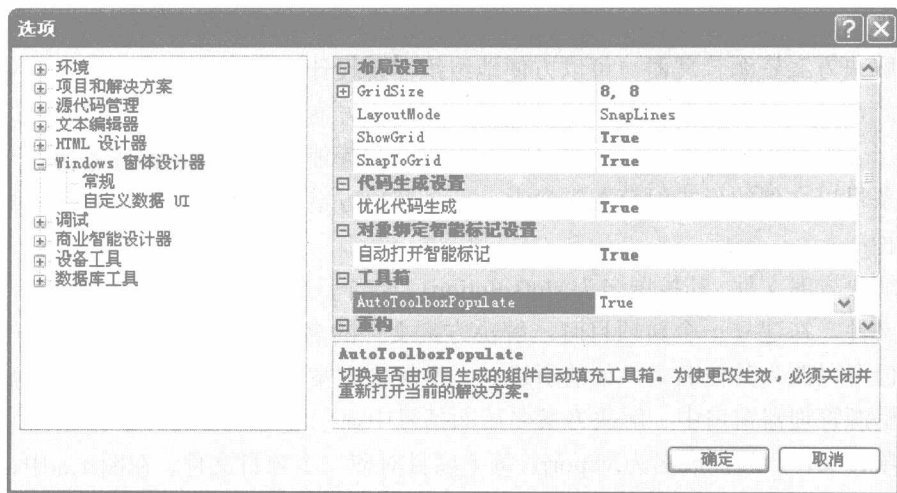 选项
环境
项目和解决方案
源代码管理
文本编辑器
HTML 设计器
Windows 窗体设计器
常规
自定义数据 UI
调试
商业智能设计器
设备工具
数据库工具
布局设置
GridSize 8, 8
LayoutMode SnapLines
ShowGrid True
SnapToGrid True
代码生成设置
优化代码生成 True
对象绑定智能标记设置
自动打开智能标记 True
工具箱
AutoToolboxPopulate True
重构
AutoToolboxPopulate
切换是否由项目生成的组件自动填充工具箱。为使更改生效，必须关闭并
重新打开当前的解决方案。
确定 取消